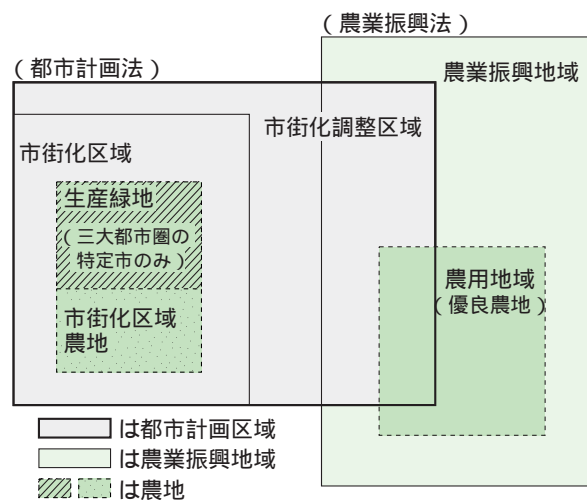 （農業振興法）
（都市計画法）
農業振興地域
市街化調整区域
市街化区域
生産緑地
（三大都市圏の
特定市のみ）
農用地域
（優良農地）
市街化区域
農地
は都市計画区域
は農業振興地域
は農地